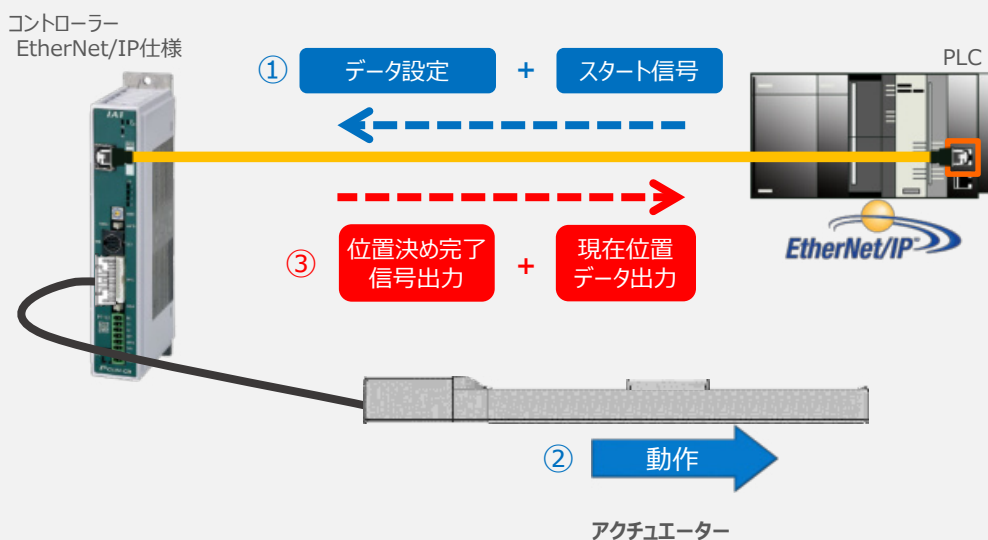 コントローラー
EtherNet/IP仕様
PLC
① データ設定 + スタート信号
IAI
EtherNet/IP
③ 位置決め完了
信号出力 + 現在位置
データ出力
② 動作
アクチュエーター